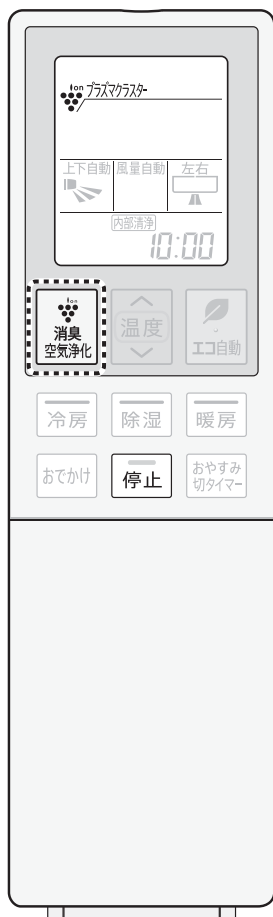 ion プラズマクラスター
上下自動 風量自動 左右
内部清浄
10:00
ion
消臭
空気浄化
温度
エコ自動
冷房 除湿 暖房
おでかけ 停止 おやすみ
切タイマー